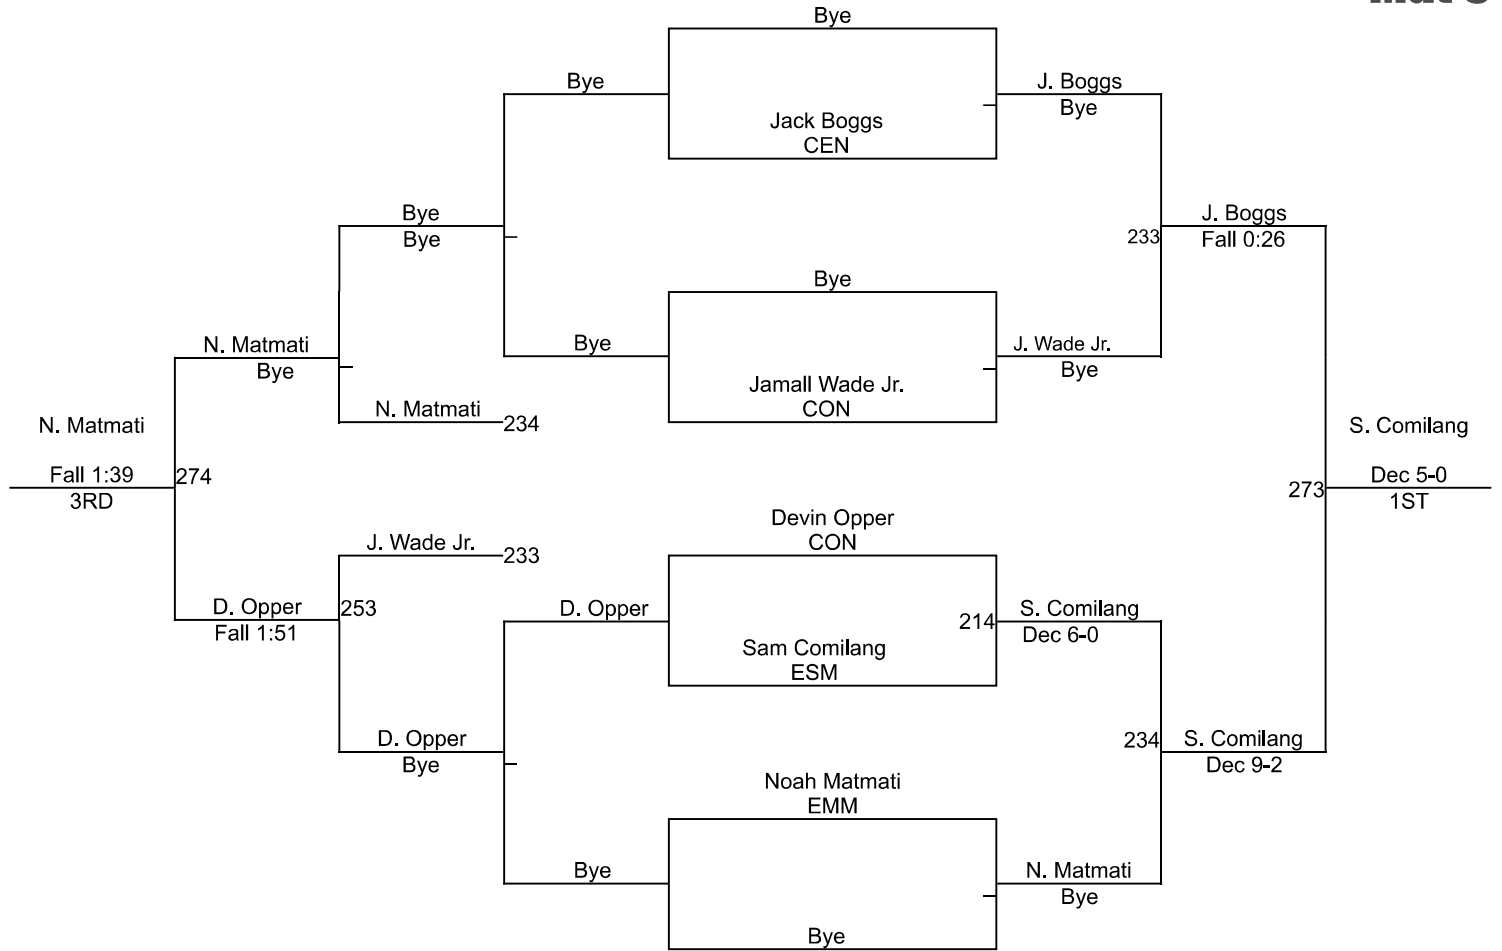 Bye
Bye
J. Boggs
Bye
Jack Boggs
CEN
Bye
Bye
J. Boggs
Fall 0:26
233
Bye
Bye
J. Wade Jr.
Bye
N. Matmati
Bye
Jamall Wade Jr.
CON
N. Matmati
234
N. Matmati
Fall 1:39
3RD
274
S. Comilang
Dec 5-0
1ST
273
Devin Opper
CON
J. Wade Jr.
233
D. Opper
Fall 1:51
253
D. Opper
214
S. Comilang
Dec 6-0
Sam Comilang
ESM
D. Opper
Bye
234
S. Comilang
Dec 9-2
Noah Matmati
EMM
Bye
N. Matmati
Bye
Bye